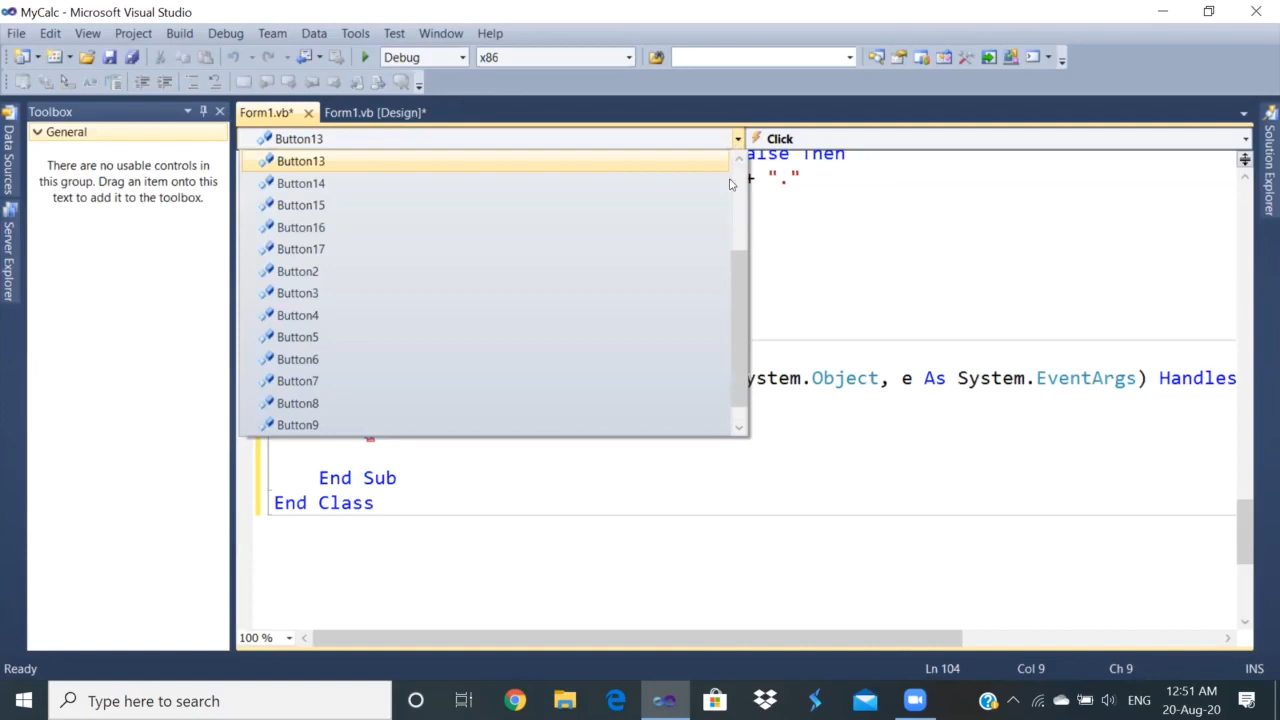 MyCalc - Microsoft Visual Studio
File Edit View Project Build Debug Team Data Tools Test Window Help
Debug x86
Toolbox
Form1.vb* Form1.vb [Design]*
General
Button13 Click
There are no usable controls in
this group. Drag an item onto this
text to add it to the toolbox.
Data Sources
Server Explorer
Solution Explorer
Button13
Button14
Button15
Button16
Button17
Button2
Button3
Button4
Button5
Button6
Button7
Button8
Button9
alse Then
+ "."
ystem.Object, e As System.EventArgs) Handles
End Sub
End Class
100 %
Ready Ln 104 Col 9 Ch 9 INS
Type here to search
ENG
12:51 AM
20-Aug-20